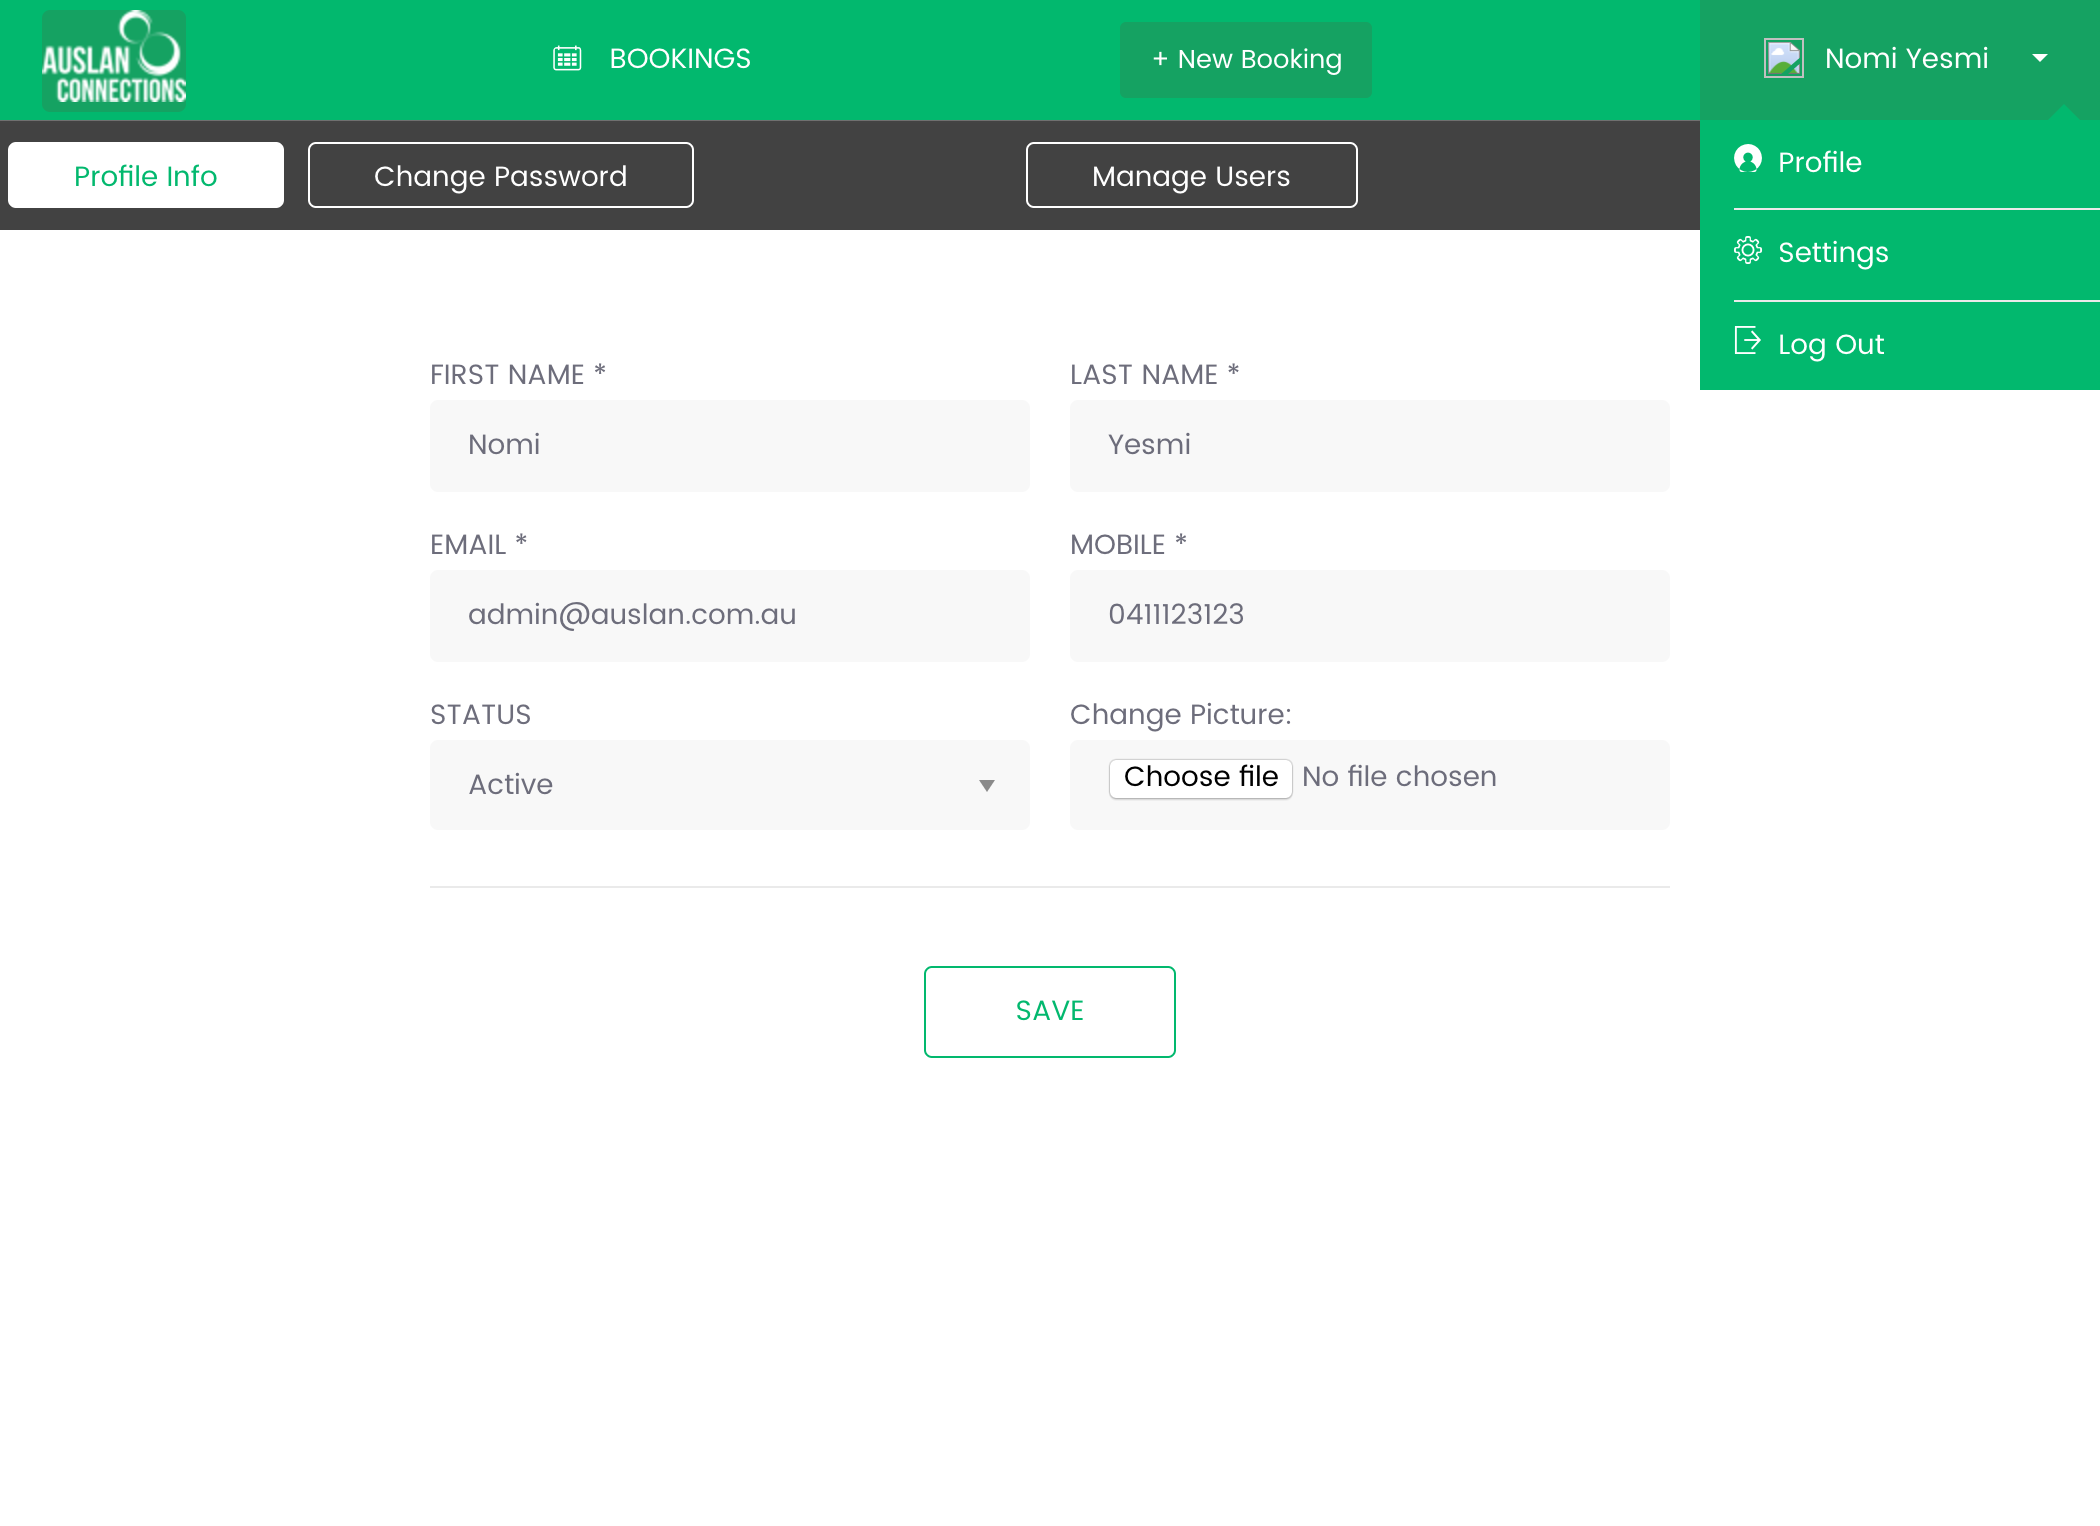 AUSLAN
CONNECTIONS
BOOKINGS
+ New Booking
Nomi Yesmi
Profile Info
Change Password
Manage Users
Profile
Settings
Log Out
FIRST NAME *
LAST NAME *
Nomi
Yesmi
EMAIL *
MOBILE *
admin@auslan.com.au
0411123123
STATUS
Change Picture:
Active
Choose file No file chosen
SAVE